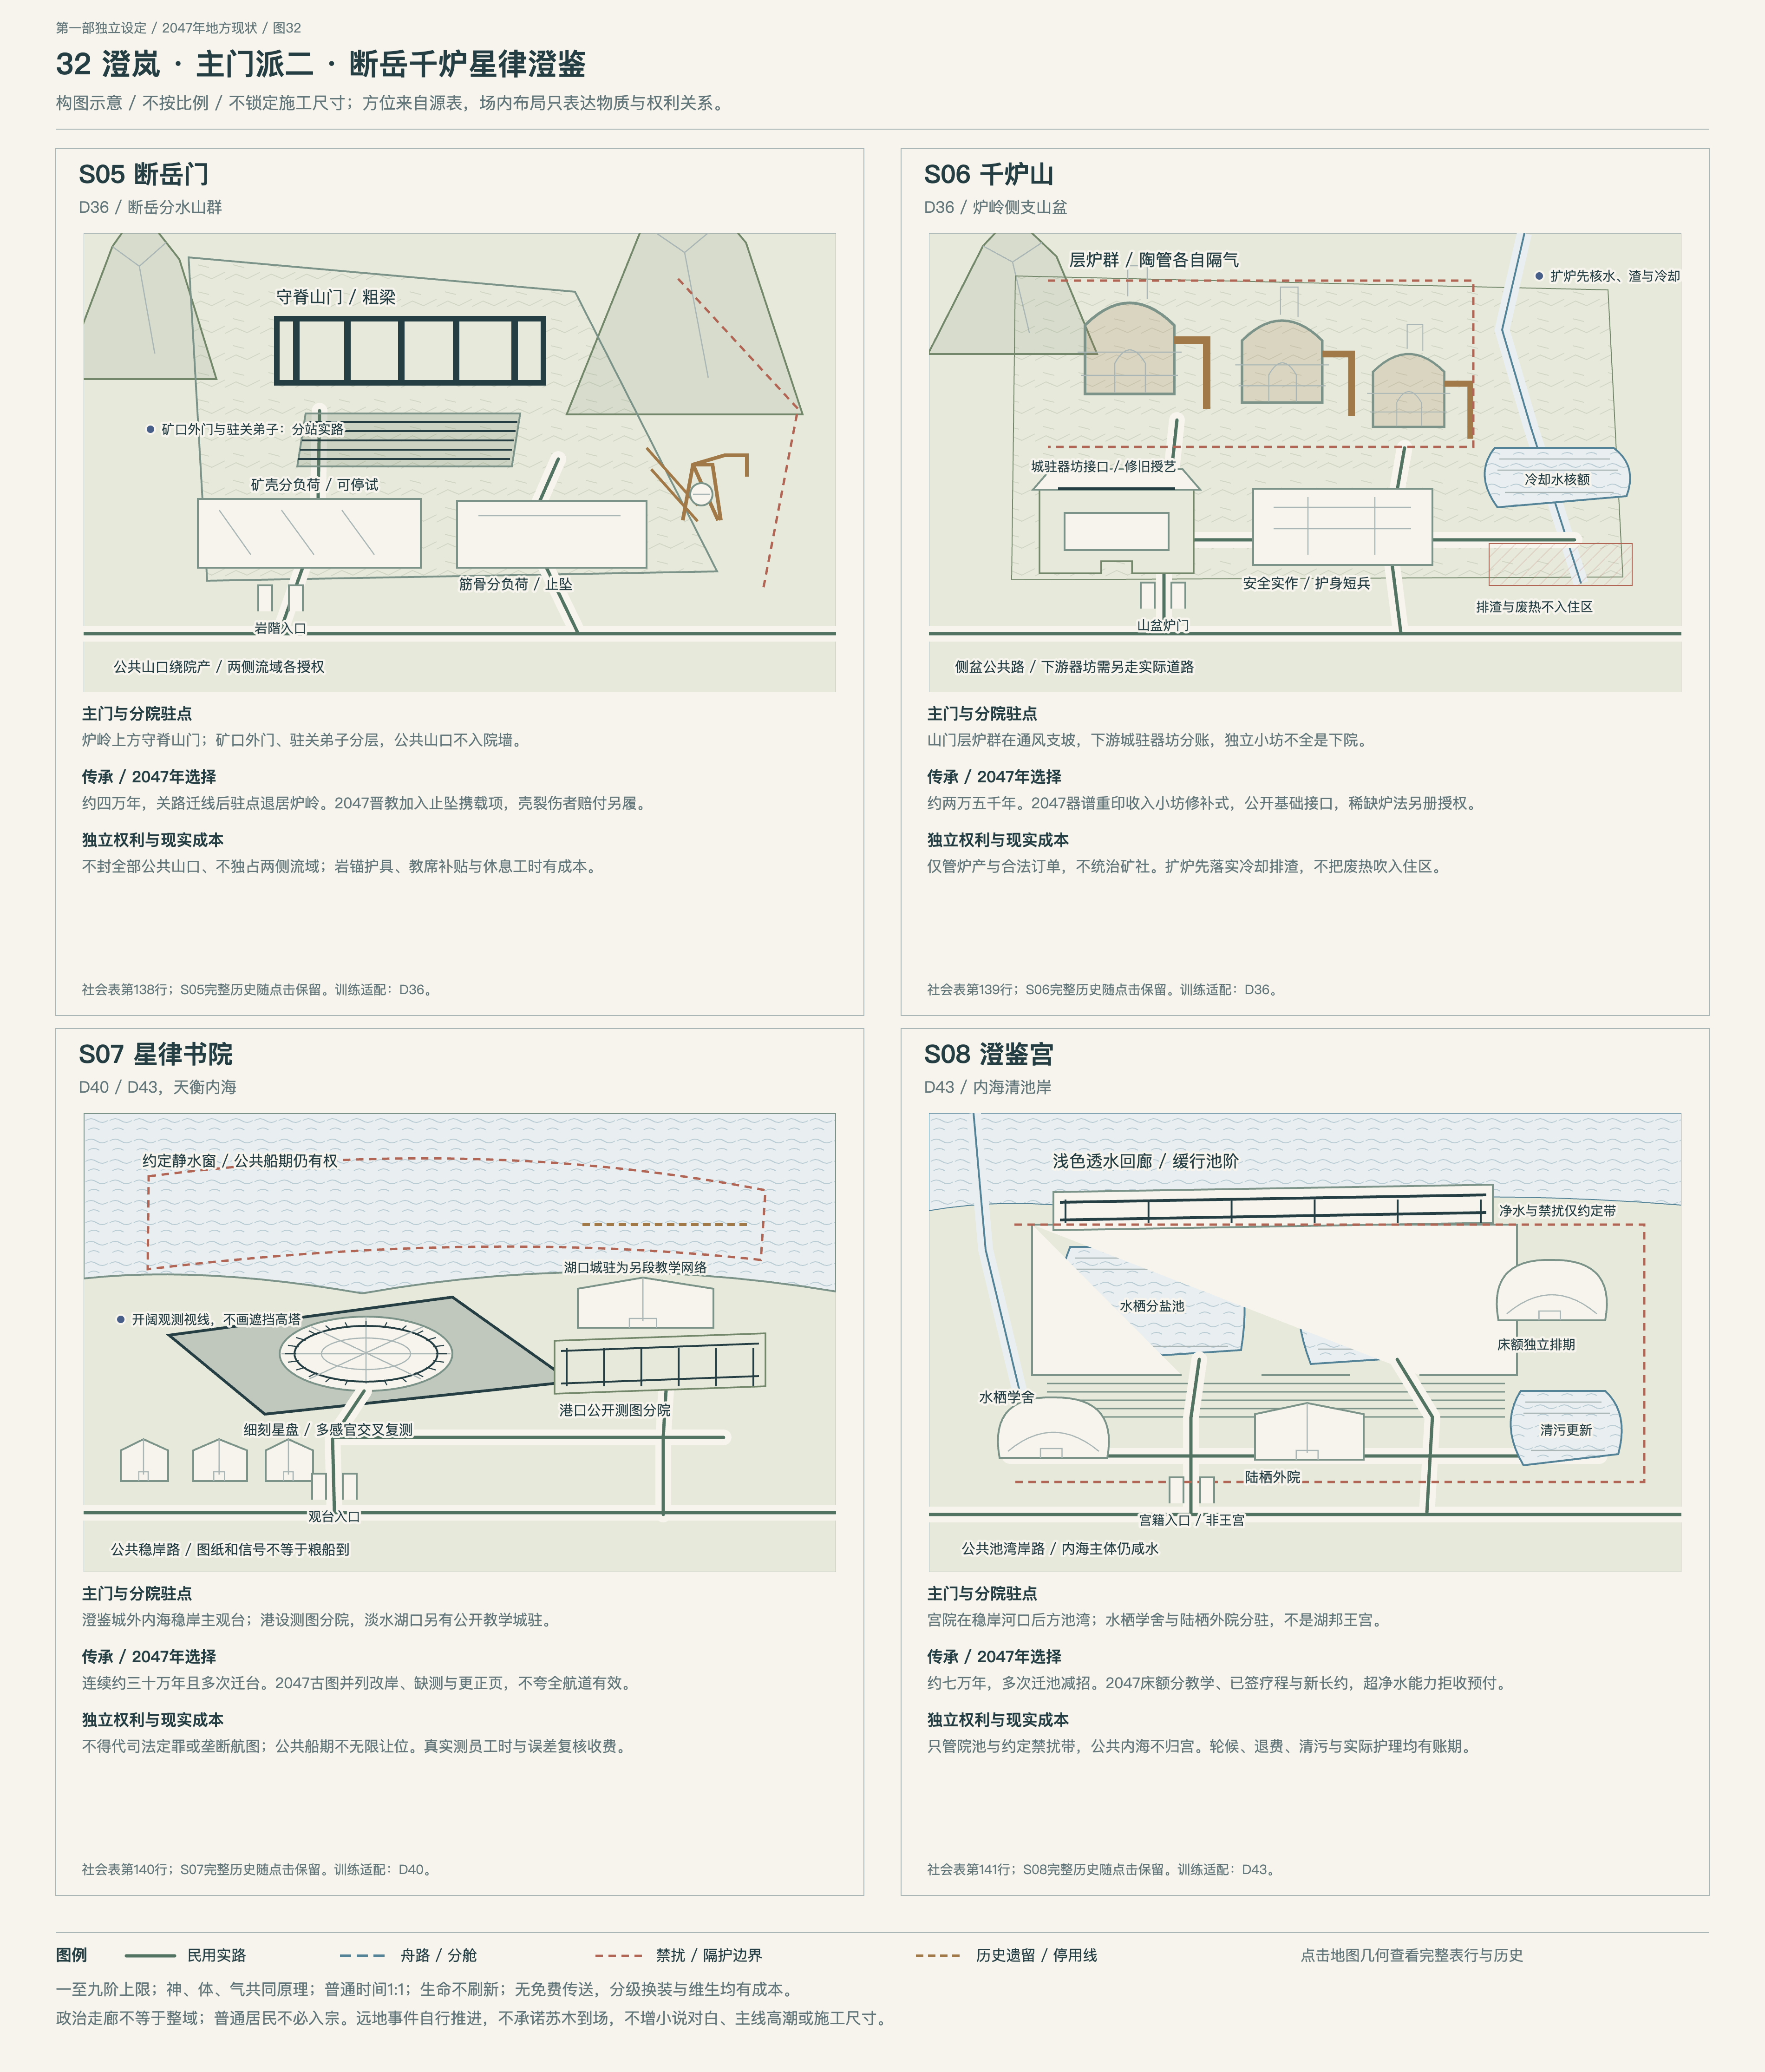 第一部独立设定 / 2047年地方现状 / 图32
32 澄岚 · 主门派二 · 断岳千炉星律澄鉴
构图示意 / 不按比例 / 不锁定施工尺寸；方位来自源表，场内布局只表达物质与权利关系。
S05 断岳门
D36 / 断岳分水山群
守脊山门 / 粗梁
矿口外门与驻关弟子：分站实路
矿壳分负荷 / 可停试
筋骨分负荷 / 止坠
岩階入口
公共山口绕院产 / 两侧流域各授权
主门与分院驻点
炉岭上方守脊山门；矿口外门、驻关弟子分层，公共山口不入院墙。
传承 / 2047年选择
约四万年，关路迁线后驻点退居炉岭。2047晋教加入止坠携载项，壳裂伤者赔付另履。
独立权利与现实成本
不封全部公共山口、不独占两侧流域；岩锚护具、教席补贴与休息工时有成本。
社会表第138行；S05完整历史随点击保留。训练适配：D36。
S06 千炉山
D36 / 炉岭侧支山盆
层炉群 / 陶管各自隔气
扩炉先核水、渣与冷却
城驻器坊接口 / 修旧授艺
冷却水核额
安全实作 / 护身短兵
排渣与废热不入住区
山盆炉门
侧盆公共路 / 下游器坊需另走实际道路
主门与分院驻点
山门层炉群在通风支坡，下游城驻器坊分账，独立小坊不全是下院。
传承 / 2047年选择
约两万五千年。2047器谱重印收入小坊修补式，公开基础接口，稀缺炉法另册授权。
独立权利与现实成本
仅管炉产与合法订单，不统治矿社。扩炉先落实冷却排渣，不把废热吹入住区。
社会表第139行；S06完整历史随点击保留。训练适配：D36。
S07 星律书院
D40 / D43，天衡内海
约定静水窗 / 公共船期仍有权
湖口城驻为另段教学网络
开阔观测视线，不画遮挡高塔
港口公开测图分院
细刻星盘 / 多感官交叉复测
观台入口
公共稳岸路 / 图纸和信号不等于粮船到
主门与分院驻点
澄鉴城外内海稳岸主观台；港设测图分院，淡水湖口另有公开教学城驻。
传承 / 2047年选择
连续约三十万年且多次迁台。2047古图并列改岸、缺测与更正页，不夸全航道有效。
独立权利与现实成本
不得代司法定罪或垄断航图；公共船期不无限让位。真实测员工时与误差复核收费。
社会表第140行；S07完整历史随点击保留。训练适配：D40。
S08 澄鉴宫
D43 / 内海清池岸
浅色透水回廊 / 缓行池阶
净水与禁扰仅约定带
水栖分盐池
床额独立排期
水栖学舍
清污更新
陆栖外院
宫籍入口 / 非王宫
公共池湾岸路 / 内海主体仍咸水
主门与分院驻点
宫院在稳岸河口后方池湾；水栖学舍与陆栖外院分驻，不是湖邦王宫。
传承 / 2047年选择
约七万年，多次迁池减招。2047床额分教学、已签疗程与新长约，超净水能力拒收预付。
独立权利与现实成本
只管院池与约定禁扰带，公共内海不归宫。轮候、退费、清污与实际护理均有账期。
社会表第141行；S08完整历史随点击保留。训练适配：D43。
图例 民用实路 舟路 / 分舱 禁扰 / 隔护边界 历史遗留 / 停用线 点击地图几何查看完整表行与历史
一至九阶上限；神、体、气共同原理；普通时间1:1；生命不刷新；无免费传送，分级换装与维生均有成本。
政治走廊不等于整域；普通居民不必入宗。远地事件自行推进，不承诺苏木到场，不增小说对白、主线高潮或施工尺寸。